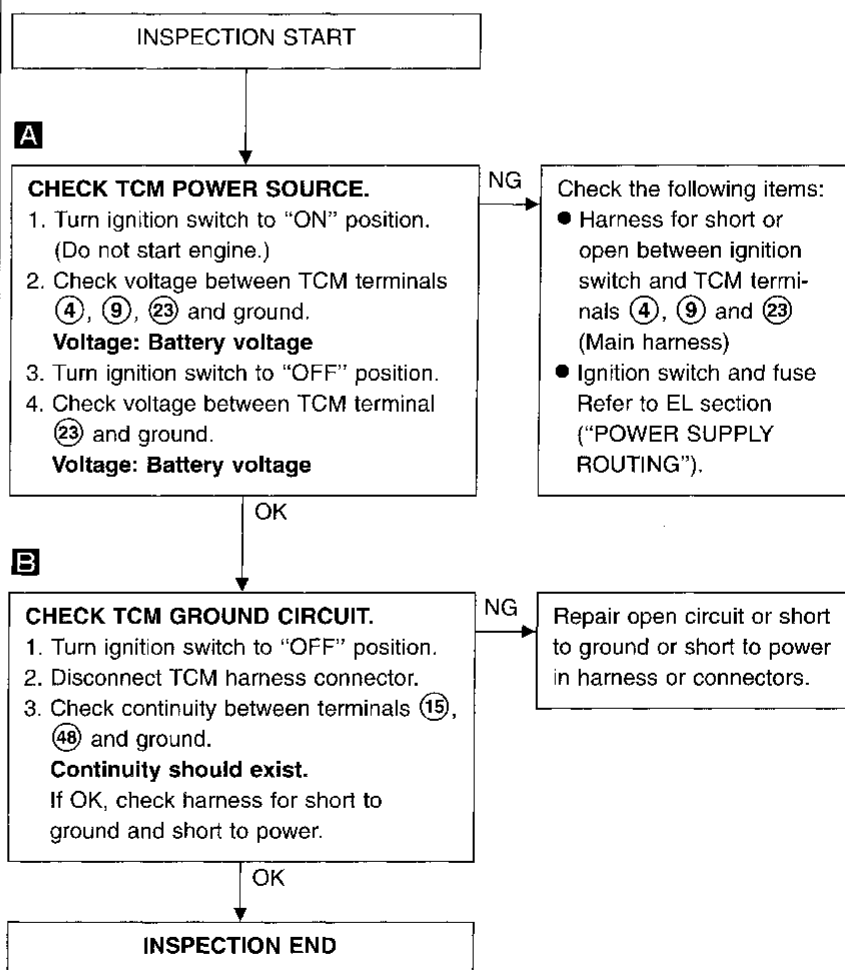 INSPECTION START
A
CHECK TCM POWER SOURCE.
1. Turn ignition switch to “ON” position.
(Do not start engine.)
2. Check voltage between TCM terminals
④, ⑨, ㉓ and ground.
Voltage: Battery voltage
3. Turn ignition switch to “OFF” position.
4. Check voltage between TCM terminal
㉓ and ground.
Voltage: Battery voltage
NG
Check the following items:
● Harness for short or
open between ignition
switch and TCM termi-
nals ④, ⑨ and ㉓
(Main harness)
● Ignition switch and fuse
Refer to EL section
(“POWER SUPPLY
ROUTING”).
OK
B
CHECK TCM GROUND CIRCUIT.
1. Turn ignition switch to “OFF” position.
2. Disconnect TCM harness connector.
3. Check continuity between terminals ⑮,
㊽ and ground.
Continuity should exist.
If OK, check harness for short to
ground and short to power.
NG
Repair open circuit or short
to ground or short to power
in harness or connectors.
OK
INSPECTION END